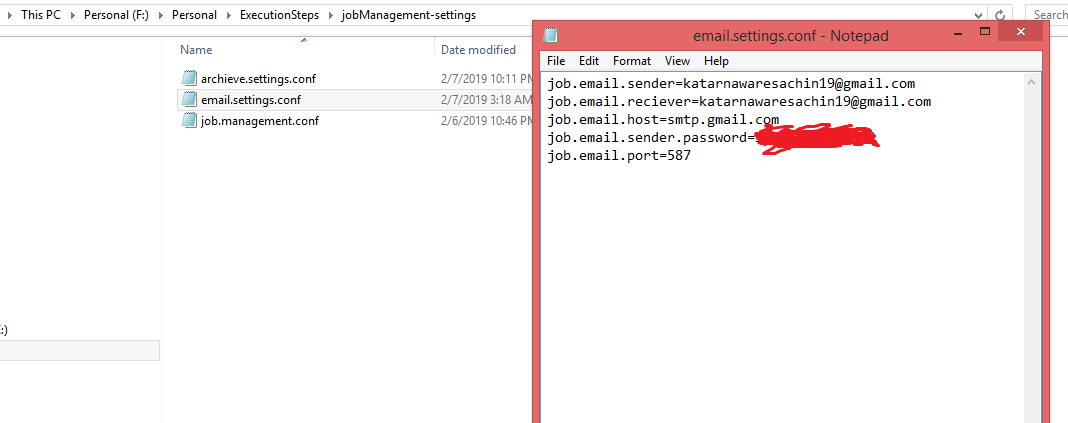 This PC Personal (F:) Personal ExecutionSteps jobManagement-settings
Search
Name Date modified
archieve.settings.conf 2/7/2019 10:11 PM
email.settings.conf 2/7/2019 3:18 AM
job.management.conf 2/6/2019 10:46 PM
:)
email.settings.conf - Notepad
File Edit Format View Help
job.email.sender=katarnawaresachin19@gmail.com
job.email.reciever=katarnawaresachin19@gmail.com
job.email.host=smtp.gmail.com
job.email.sender.password=
job.email.port=587